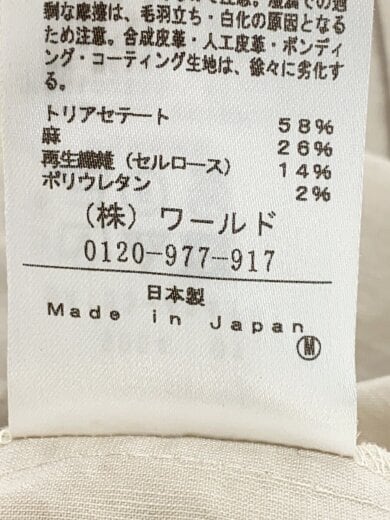 剰な摩擦は、毛羽立ち・白化の原因となる
ため注意。合成皮革・人工皮革・ボンディ
ング・コーティング生地は、徐々に劣化す
る。
トリアセテート 58%
麻 26%
再生繊維（セルロース） 14%
ポリウレタン 2%
（株）ワールド
0120-977-917
日本製
Made in Japan
M